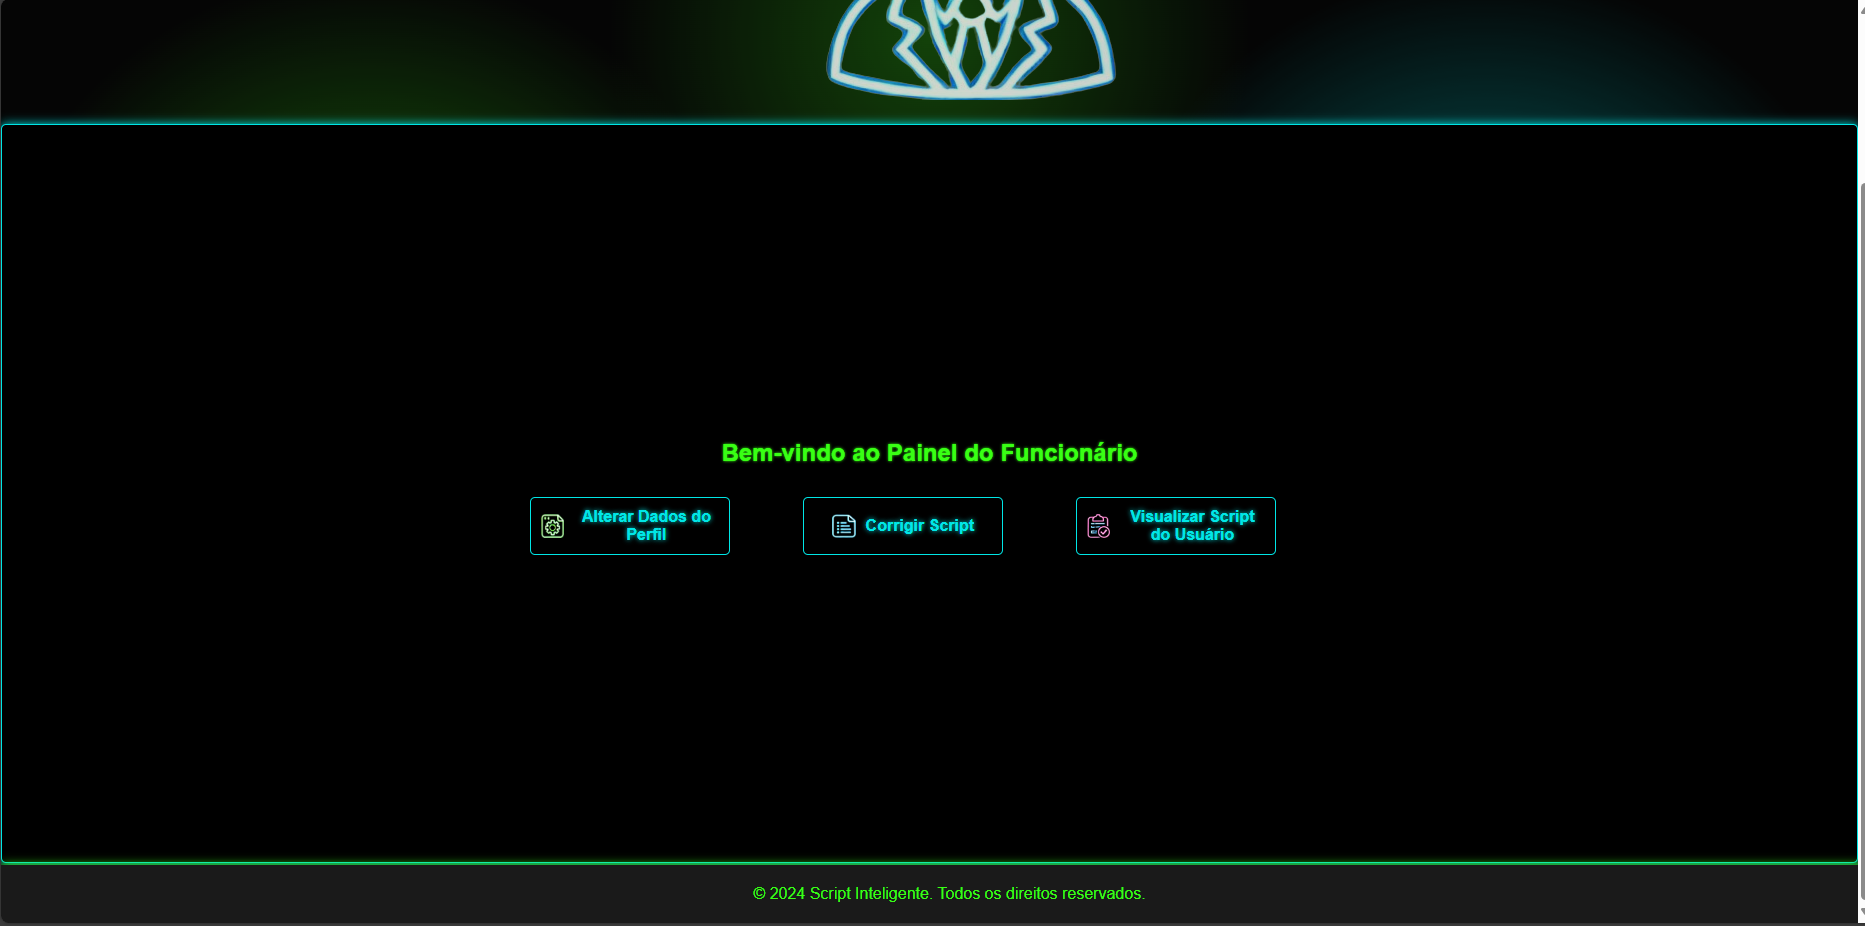 Bem-vindo ao Painel do Funcionário
Alterar Dados do
Perfil
Corrigir Script
Visualizar Script
do Usuário
© 2024 Script Inteligente. Todos os direitos reservados.